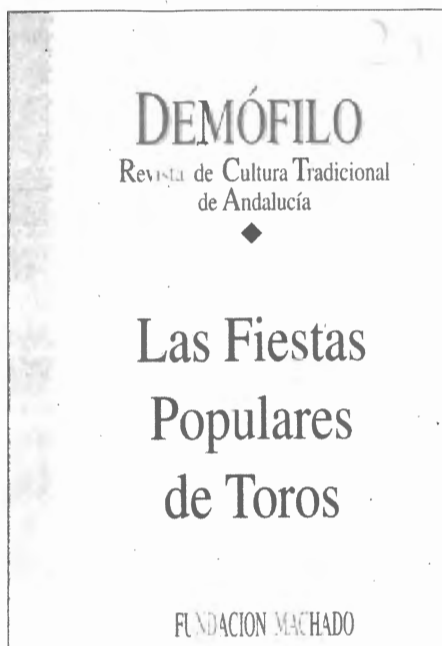 DEMÓFILO
Revista de Cultura Tradicional
de Andalucía
Las Fiestas
Populares
de Toros
FUNDACION MACHADO